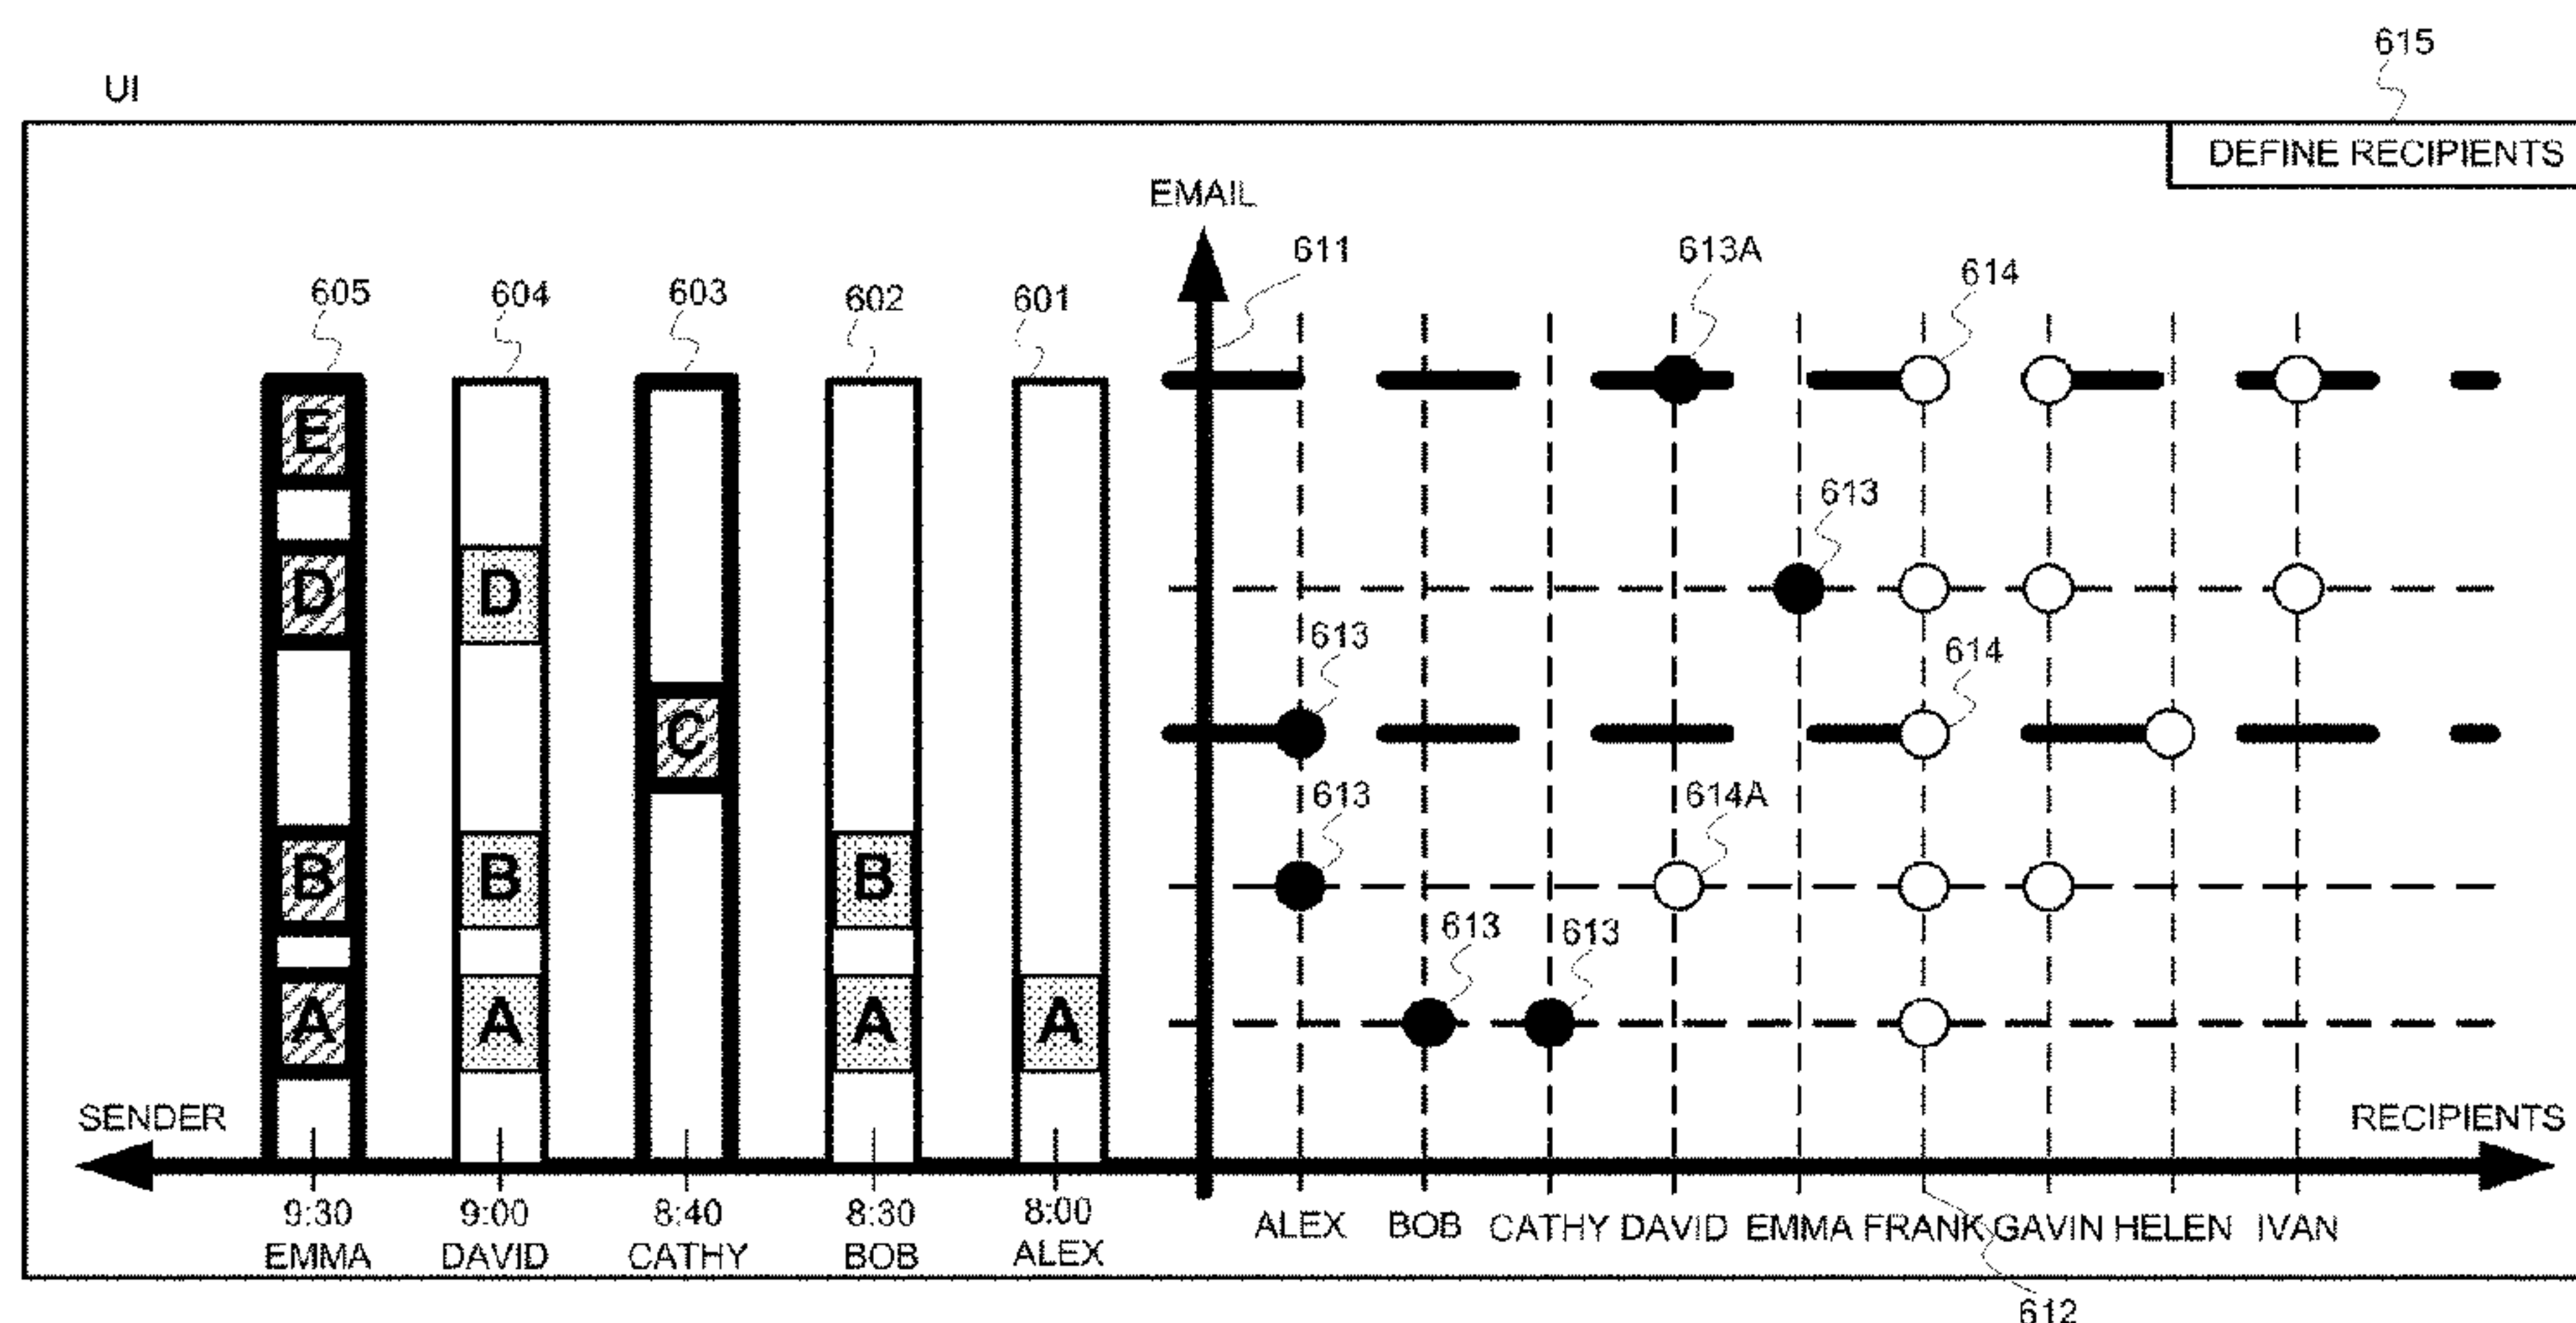 615
UI
DEFINE RECIPIENTS
EMAIL
611
613A
614
605
604
603
602
601
E
613
D
D
613
614
C
613
614A
B
B
B
613
613
A
A
A
A
SENDER
RECIPIENTS
9:30
9:00
8:40
8:30
8:00
ALEX
BOB
CATHY
DAVID
EMMA
FRANK
GAVIN
HELEN
IVAN
EMMA
DAVID
CATHY
BOB
ALEX
612